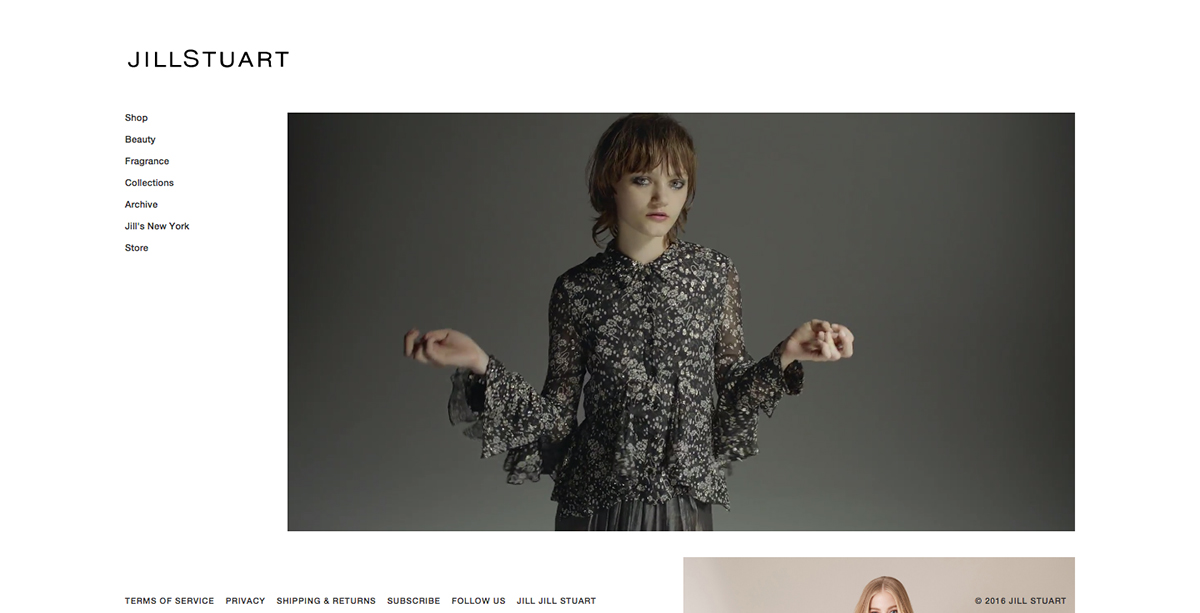 JILLSTUART
Shop
Beauty
Fragrance
Collections
Archive
Jill's New York
Store
TERMS OF SERVICE PRIVACY SHIPPING & RETURNS SUBSCRIBE FOLLOW US JILL JILL STUART © 2016 JILL STUART